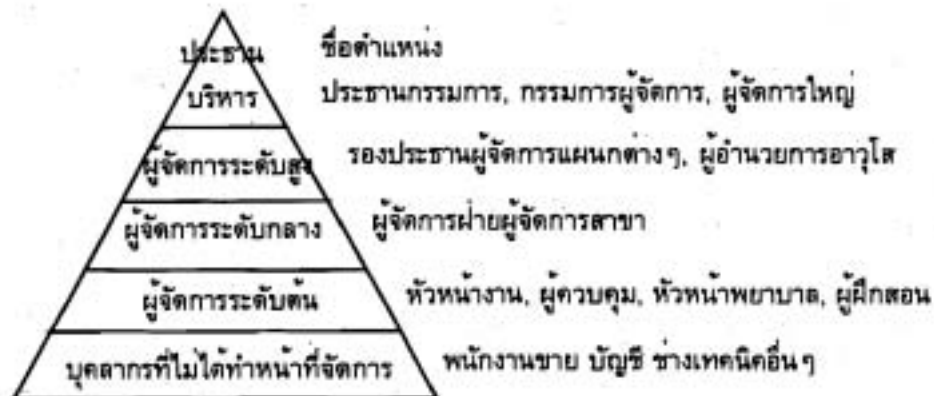 ประธาน ชื่อตำแหน่ง
บริหาร ประธานกรรมการ, กรรมการผู้จัดการ, ผู้จัดการใหญ่
ผู้จัดการระดับสูง รองประธานผู้จัดการแผนกต่างๆ, ผู้อำนวยการอาวุโส
ผู้จัดการระดับกลาง ผู้จัดการฝ่ายผู้จัดการสาขา
ผู้จัดการระดับต้น หัวหน้างาน, ผู้ควบคุม, หัวหน้าพยาบาล, ผู้ฝึกสอน
บุคลากรที่ไม่ได้ทำหน้าที่จัดการ พนักงานขาย บัญชี ช่างเทคนิคอื่นๆ